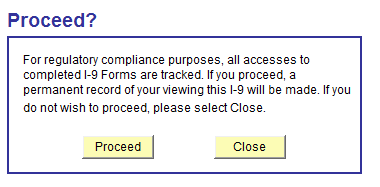 Proceed?
For regulatory compliance purposes, all accesses to
completed I-9 Forms are tracked. If you proceed, a
permanent record of your viewing this I-9 will be made. If you
do not wish to proceed, please select Close.
Proceed Close